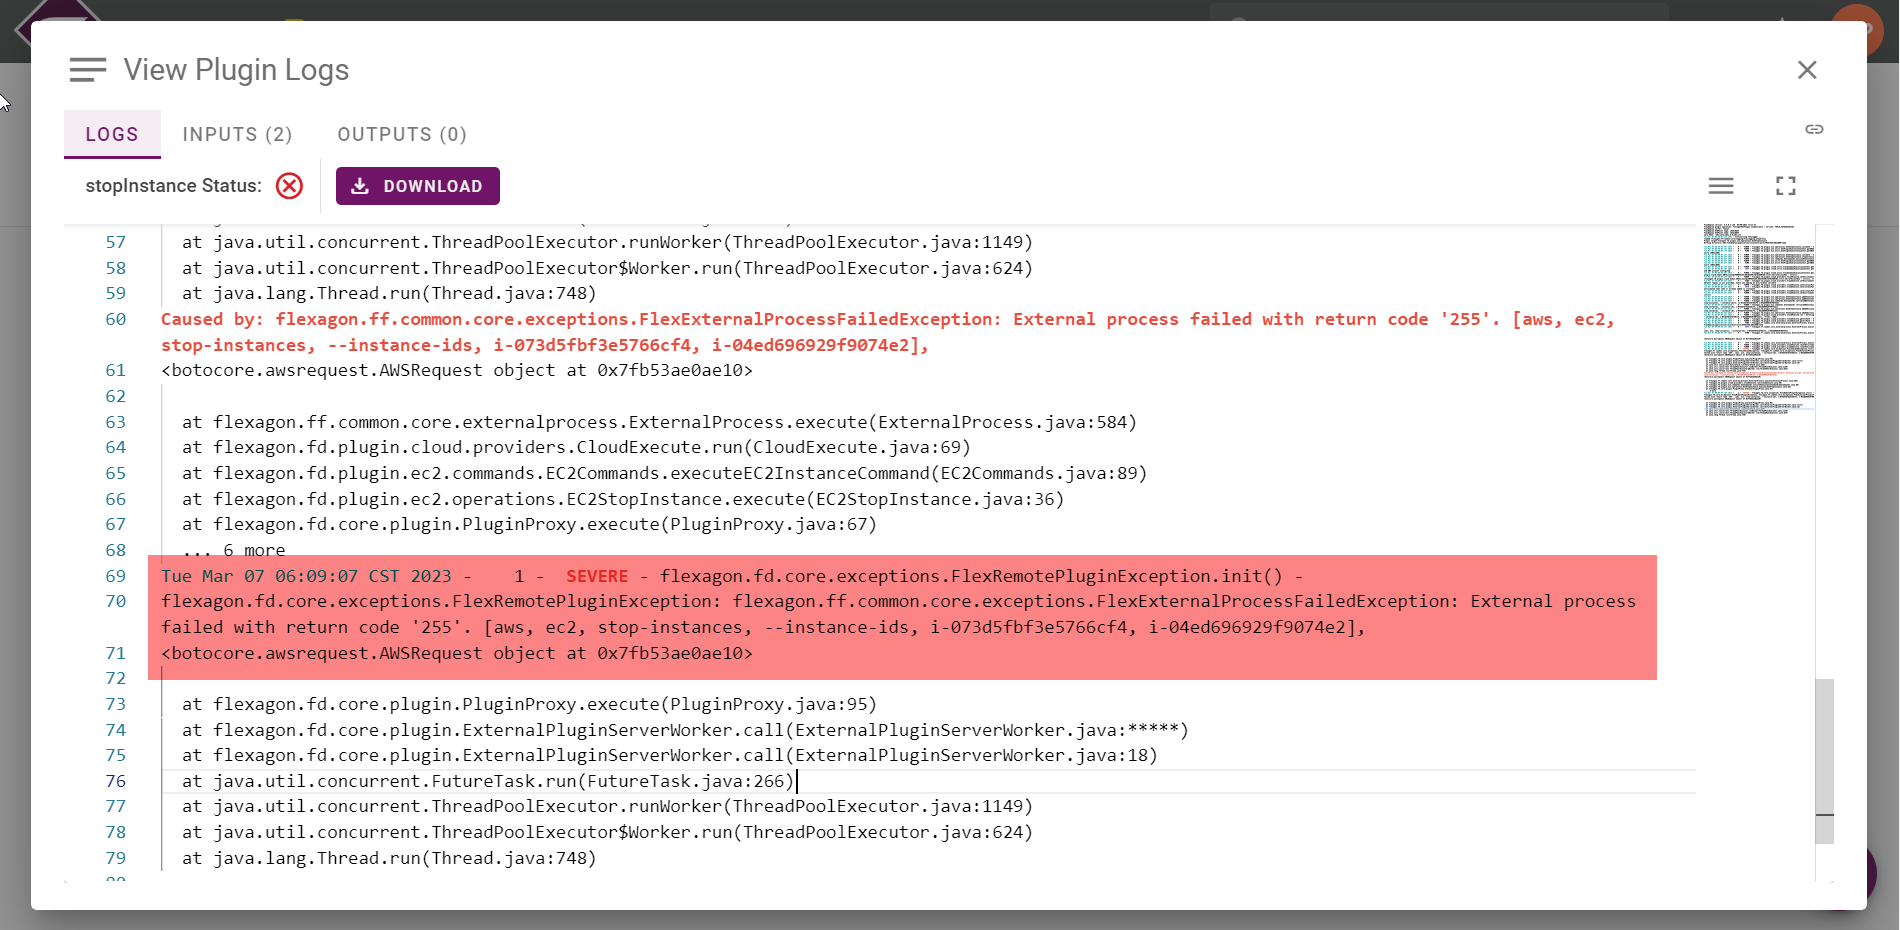 View Plugin Logs
LOGS
INPUTS (2)
OUTPUTS (0)
stopInstance Status:
DOWNLOAD
57 at java.util.concurrent.ThreadPoolExecutor.runWorker(ThreadPoolExecutor.java:1149)
58 at java.util.concurrent.ThreadPoolExecutor$Worker.run(ThreadPoolExecutor.java:624)
59 at java.lang.Thread.run(Thread.java:748)
60 Caused by: flexagon.ff.common.core.exceptions.FlexExternalProcessFailedException: External process failed with return code '255'. [aws, ec2,
stop-instances, --instance-ids, i-073d5fbf3e5766cf4, i-04ed696929f9074e2],
61 <botocore.awsrequest.AWSRequest object at 0x7fb53ae0ae10>
62
63 at flexagon.ff.common.core.externalprocess.ExternalProcess.execute(ExternalProcess.java:584)
64 at flexagon.fd.plugin.cloud.providers.CloudExecute.run(CloudExecute.java:69)
65 at flexagon.fd.plugin.ec2.commands.EC2Commands.executeEC2InstanceCommand(EC2Commands.java:89)
66 at flexagon.fd.plugin.ec2.operations.EC2StopInstance.execute(EC2StopInstance.java:36)
67 at flexagon.fd.core.plugin.PluginProxy.execute(PluginProxy.java:67)
68 ... 6 more
69 Tue Mar 07 06:09:07 CST 2023 - 1 - SEVERE - flexagon.fd.core.exceptions.FlexRemotePluginException.init() -
70 flexagon.fd.core.exceptions.FlexRemotePluginException: flexagon.ff.common.core.exceptions.FlexExternalProcessFailedException: External process
failed with return code '255'. [aws, ec2, stop-instances, --instance-ids, i-073d5fbf3e5766cf4, i-04ed696929f9074e2],
71 <botocore.awsrequest.AWSRequest object at 0x7fb53ae0ae10>
72
73 at flexagon.fd.core.plugin.PluginProxy.execute(PluginProxy.java:95)
74 at flexagon.fd.core.plugin.ExternalPluginServerWorker.call(ExternalPluginServerWorker.java:*****)
75 at flexagon.fd.core.plugin.ExternalPluginServerWorker.call(ExternalPluginServerWorker.java:18)
76 at java.util.concurrent.FutureTask.run(FutureTask.java:266)
77 at java.util.concurrent.ThreadPoolExecutor.runWorker(ThreadPoolExecutor.java:1149)
78 at java.util.concurrent.ThreadPoolExecutor$Worker.run(ThreadPoolExecutor.java:624)
79 at java.lang.Thread.run(Thread.java:748)